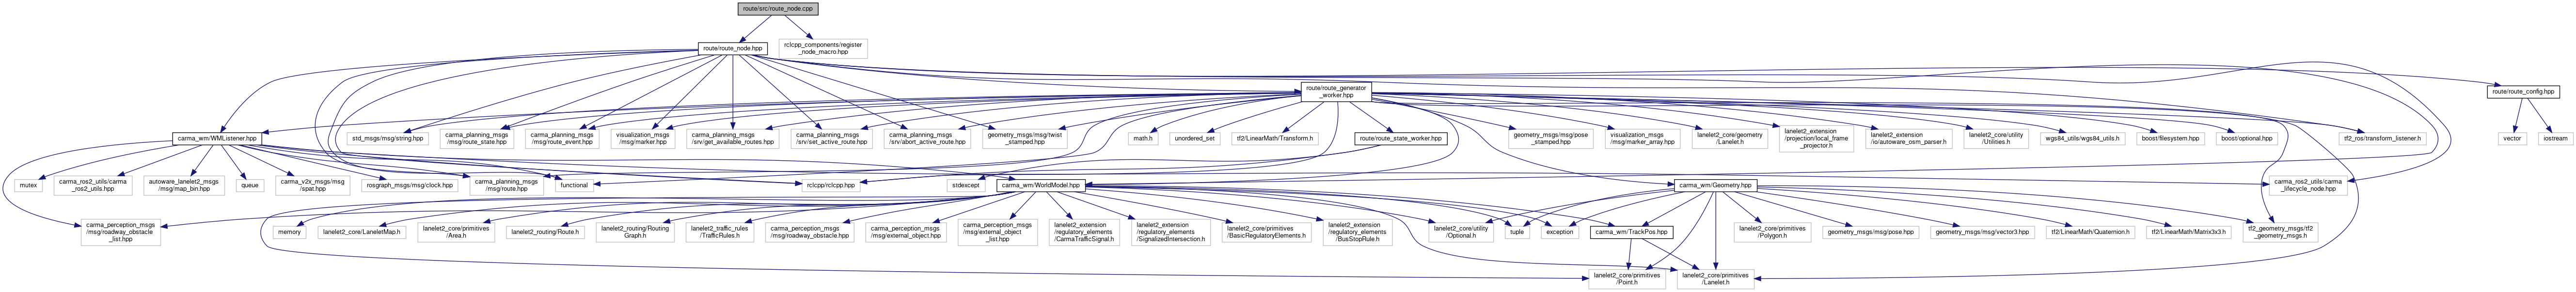 route/src/route_node.cpp
route/route_node.hpp
rclcpp_components/register
_node_macro.hpp
route/route_generator
_worker.hpp
route/route_config.hpp
carma_wm/WMListener.hpp
std_msgs/msg/string.hpp
carma_planning_msgs
/msg/route_state.hpp
carma_planning_msgs
/msg/route_event.hpp
visualization_msgs
/msg/marker.hpp
carma_planning_msgs
/srv/get_available_routes.hpp
carma_planning_msgs
/srv/set_active_route.hpp
carma_planning_msgs
/srv/abort_active_route.hpp
geometry_msgs/msg/twist
_stamped.hpp
math.h
unordered_set
tf2/LinearMath/Transform.h
route/route_state_worker.hpp
geometry_msgs/msg/pose
_stamped.hpp
visualization_msgs
/msg/marker_array.hpp
lanelet2_core/geometry
/Lanelet.h
lanelet2_extension
/projection/local_frame
_projector.h
lanelet2_extension
/io/autoware_osm_parser.h
lanelet2_core/utility
/Utilities.h
wgs84_utils/wgs84_utils.h
boost/filesystem.hpp
boost/optional.hpp
tf2_ros/transform_listener.h
vector
iostream
mutex
carma_ros2_utils/carma
_ros2_utils.hpp
autoware_lanelet2_msgs
/msg/map_bin.hpp
queue
carma_v2x_msgs/msg
/spat.hpp
rosgraph_msgs/msg/clock.hpp
carma_planning_msgs
/msg/route.hpp
functional
rclcpp/rclcpp.hpp
stdexcept
carma_wm/WorldModel.hpp
carma_wm/Geometry.hpp
carma_ros2_utils/carma
_lifecycle_node.hpp
carma_perception_msgs
/msg/roadway_obstacle
_list.hpp
memory
lanelet2_core/LaneletMap.h
lanelet2_core/primitives
/Area.h
lanelet2_routing/Route.h
lanelet2_routing/Routing
Graph.h
lanelet2_traffic_rules
/TrafficRules.h
carma_perception_msgs
/msg/roadway_obstacle.hpp
carma_perception_msgs
/msg/external_object.hpp
carma_perception_msgs
/msg/external_object
_list.hpp
lanelet2_extension
/regulatory_elements
/CarmaTrafficSignal.h
lanelet2_extension
/regulatory_elements
/SignalizedIntersection.h
lanelet2_core/primitives
/BasicRegulatoryElements.h
lanelet2_extension
/regulatory_elements
/BusStopRule.h
lanelet2_core/utility
/Optional.h
tuple
exception
carma_wm/TrackPos.hpp
lanelet2_core/primitives
/Polygon.h
geometry_msgs/msg/pose.hpp
geometry_msgs/msg/vector3.hpp
tf2/LinearMath/Quaternion.h
tf2/LinearMath/Matrix3x3.h
tf2_geometry_msgs/tf2
_geometry_msgs.h
lanelet2_core/primitives
/Point.h
lanelet2_core/primitives
/Lanelet.h